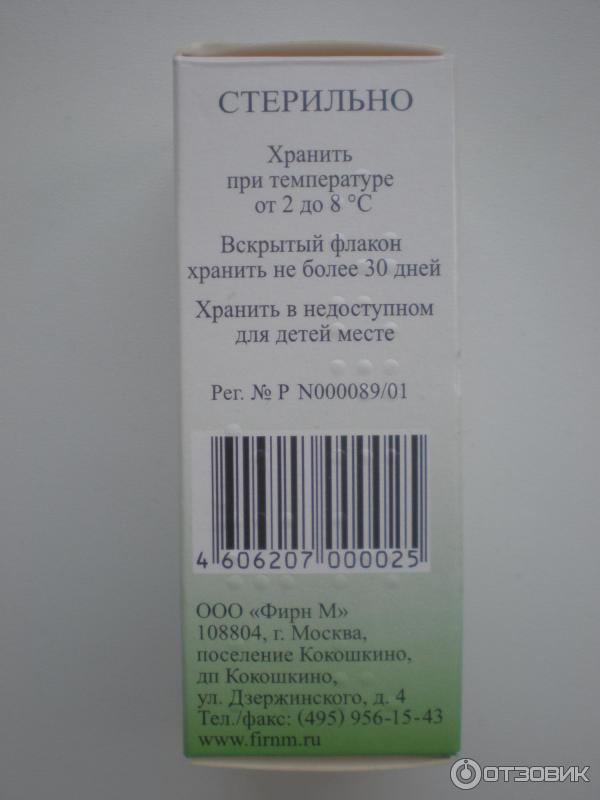 СТЕРИЛЬНО
Хранить
при температуре
от 2 до 8 °С
Вскрытый флакон
хранить не более 30 дней
Хранить в недоступном
для детей месте
Рег. № Р N000089/01
4 606207 000025
ООО «Фирн М»
108804, г. Москва,
поселение Кокошкино,
дп Кокошкино,
ул. Дзержинского, д. 4
Тел./факс: (495) 956-15-43
www.firnm.ru
ОТЗОВИК